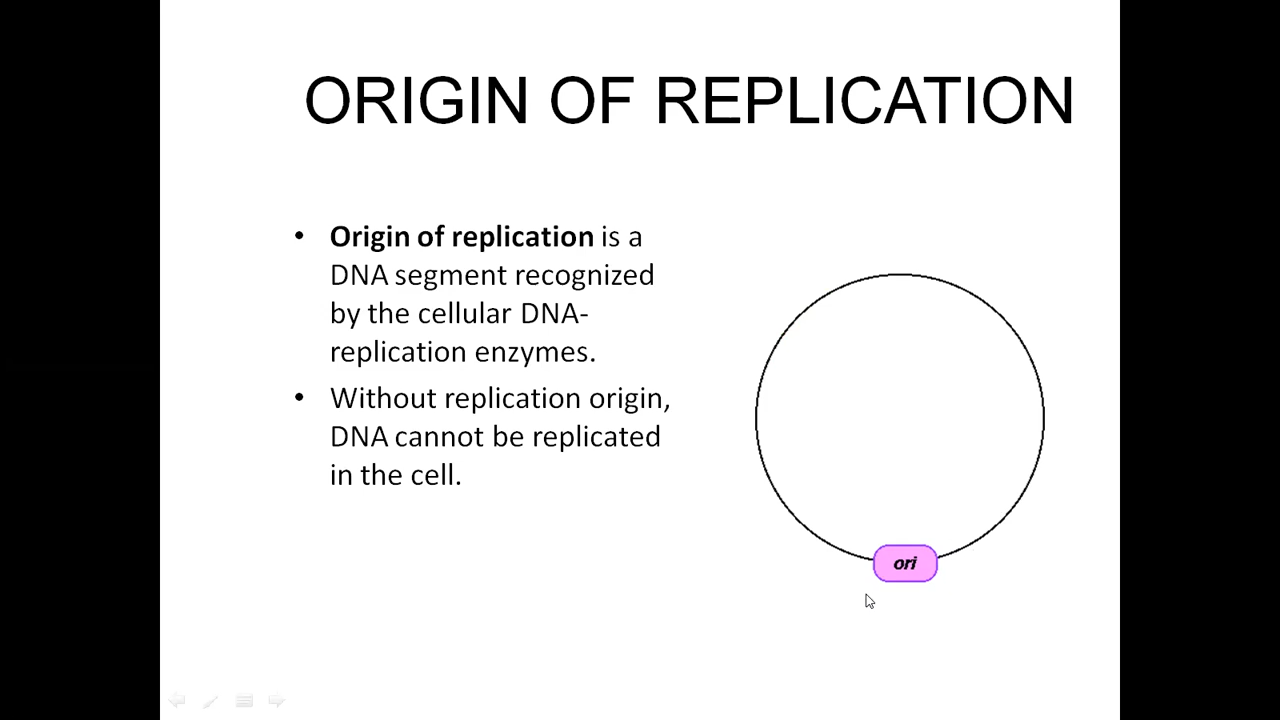 ORIGIN OF REPLICATION
• Origin of replication is a
DNA segment recognized
by the cellular DNA-
replication enzymes.
• Without replication origin,
DNA cannot be replicated
in the cell.
ori